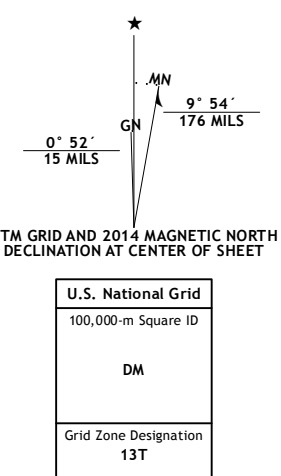 MN
GN
9° 54´
176 MILS
0° 52´
15 MILS
TM GRID AND 2014 MAGNETIC NORTH
DECLINATION AT CENTER OF SHEET
U.S. National Grid
100,000-m Square ID
DM
Grid Zone Designation
13T